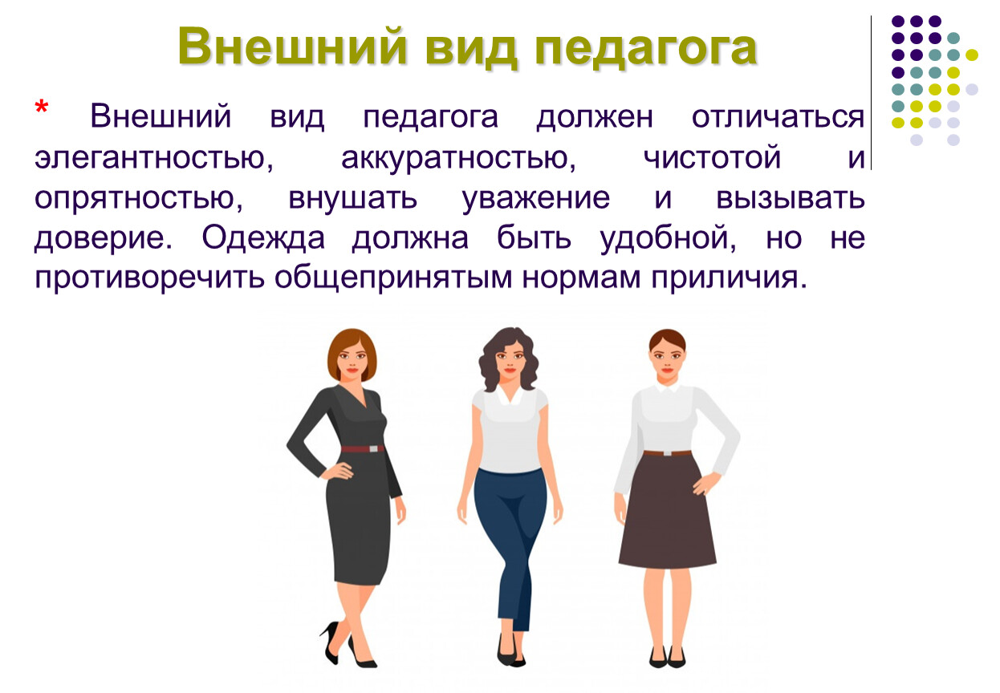 Внешний вид педагога
* Внешний вид педагога должен отличаться
элегантностью, аккуратностью, чистотой и
опрятностью, внушать уважение и вызывать
доверие. Одежда должна быть удобной, но не
противоречить общепринятым нормам приличия.